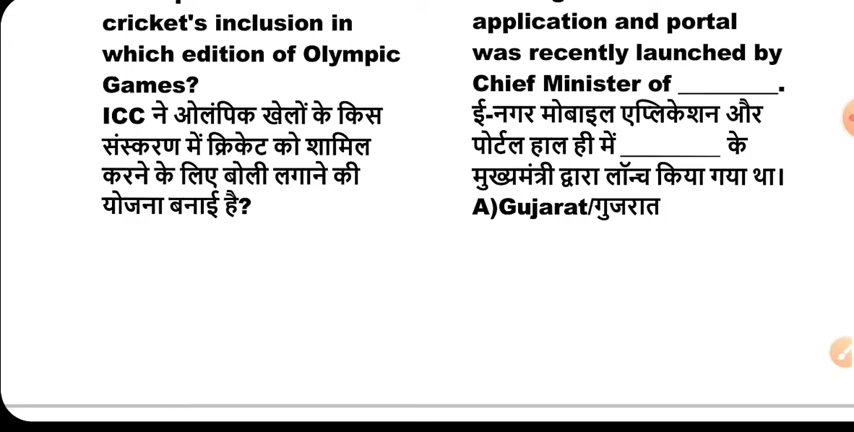 cricket's inclusion in
which edition of Olympic
Games?
ICC ने ओलंपिक खेलों के किस
संस्करण में क्रिकेट को शामिल
करने के लिए बोली लगाने की
योजना बनाई है?
application and portal
was recently launched by
Chief Minister of ________.
ई-नगर मोबाइल एप्लिकेशन और
पोर्टल हाल ही में ________ के
मुख्यमंत्री द्वारा लॉन्च किया गया था।
A)Gujarat/गुजरात